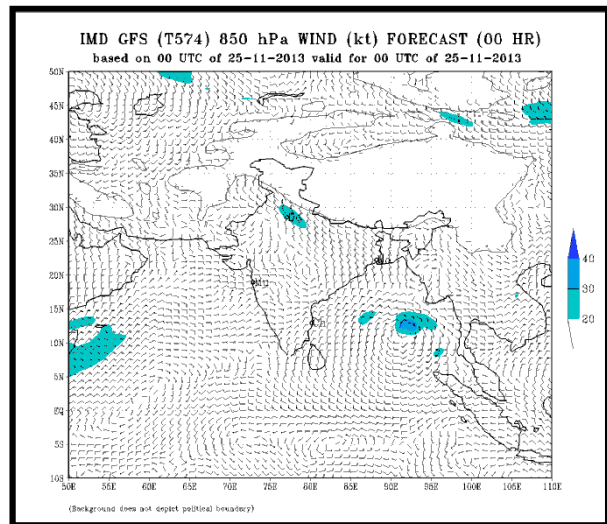 IMD GFS (T574) 850 hPa WIND (kt) FORECAST (00 HR)
based on 00 UTC of 25-11-2013 valid for 00 UTC of 25-11-2013
50N
45N
40N
35N
30N
25N
20N
15N
10N
5N
EQ
5S
10S
50E 55E 60E 65E 70E 75E 80E 85E 90E 95E 100E 105E 110E
40
30
20
(Background does not depict political boundary)